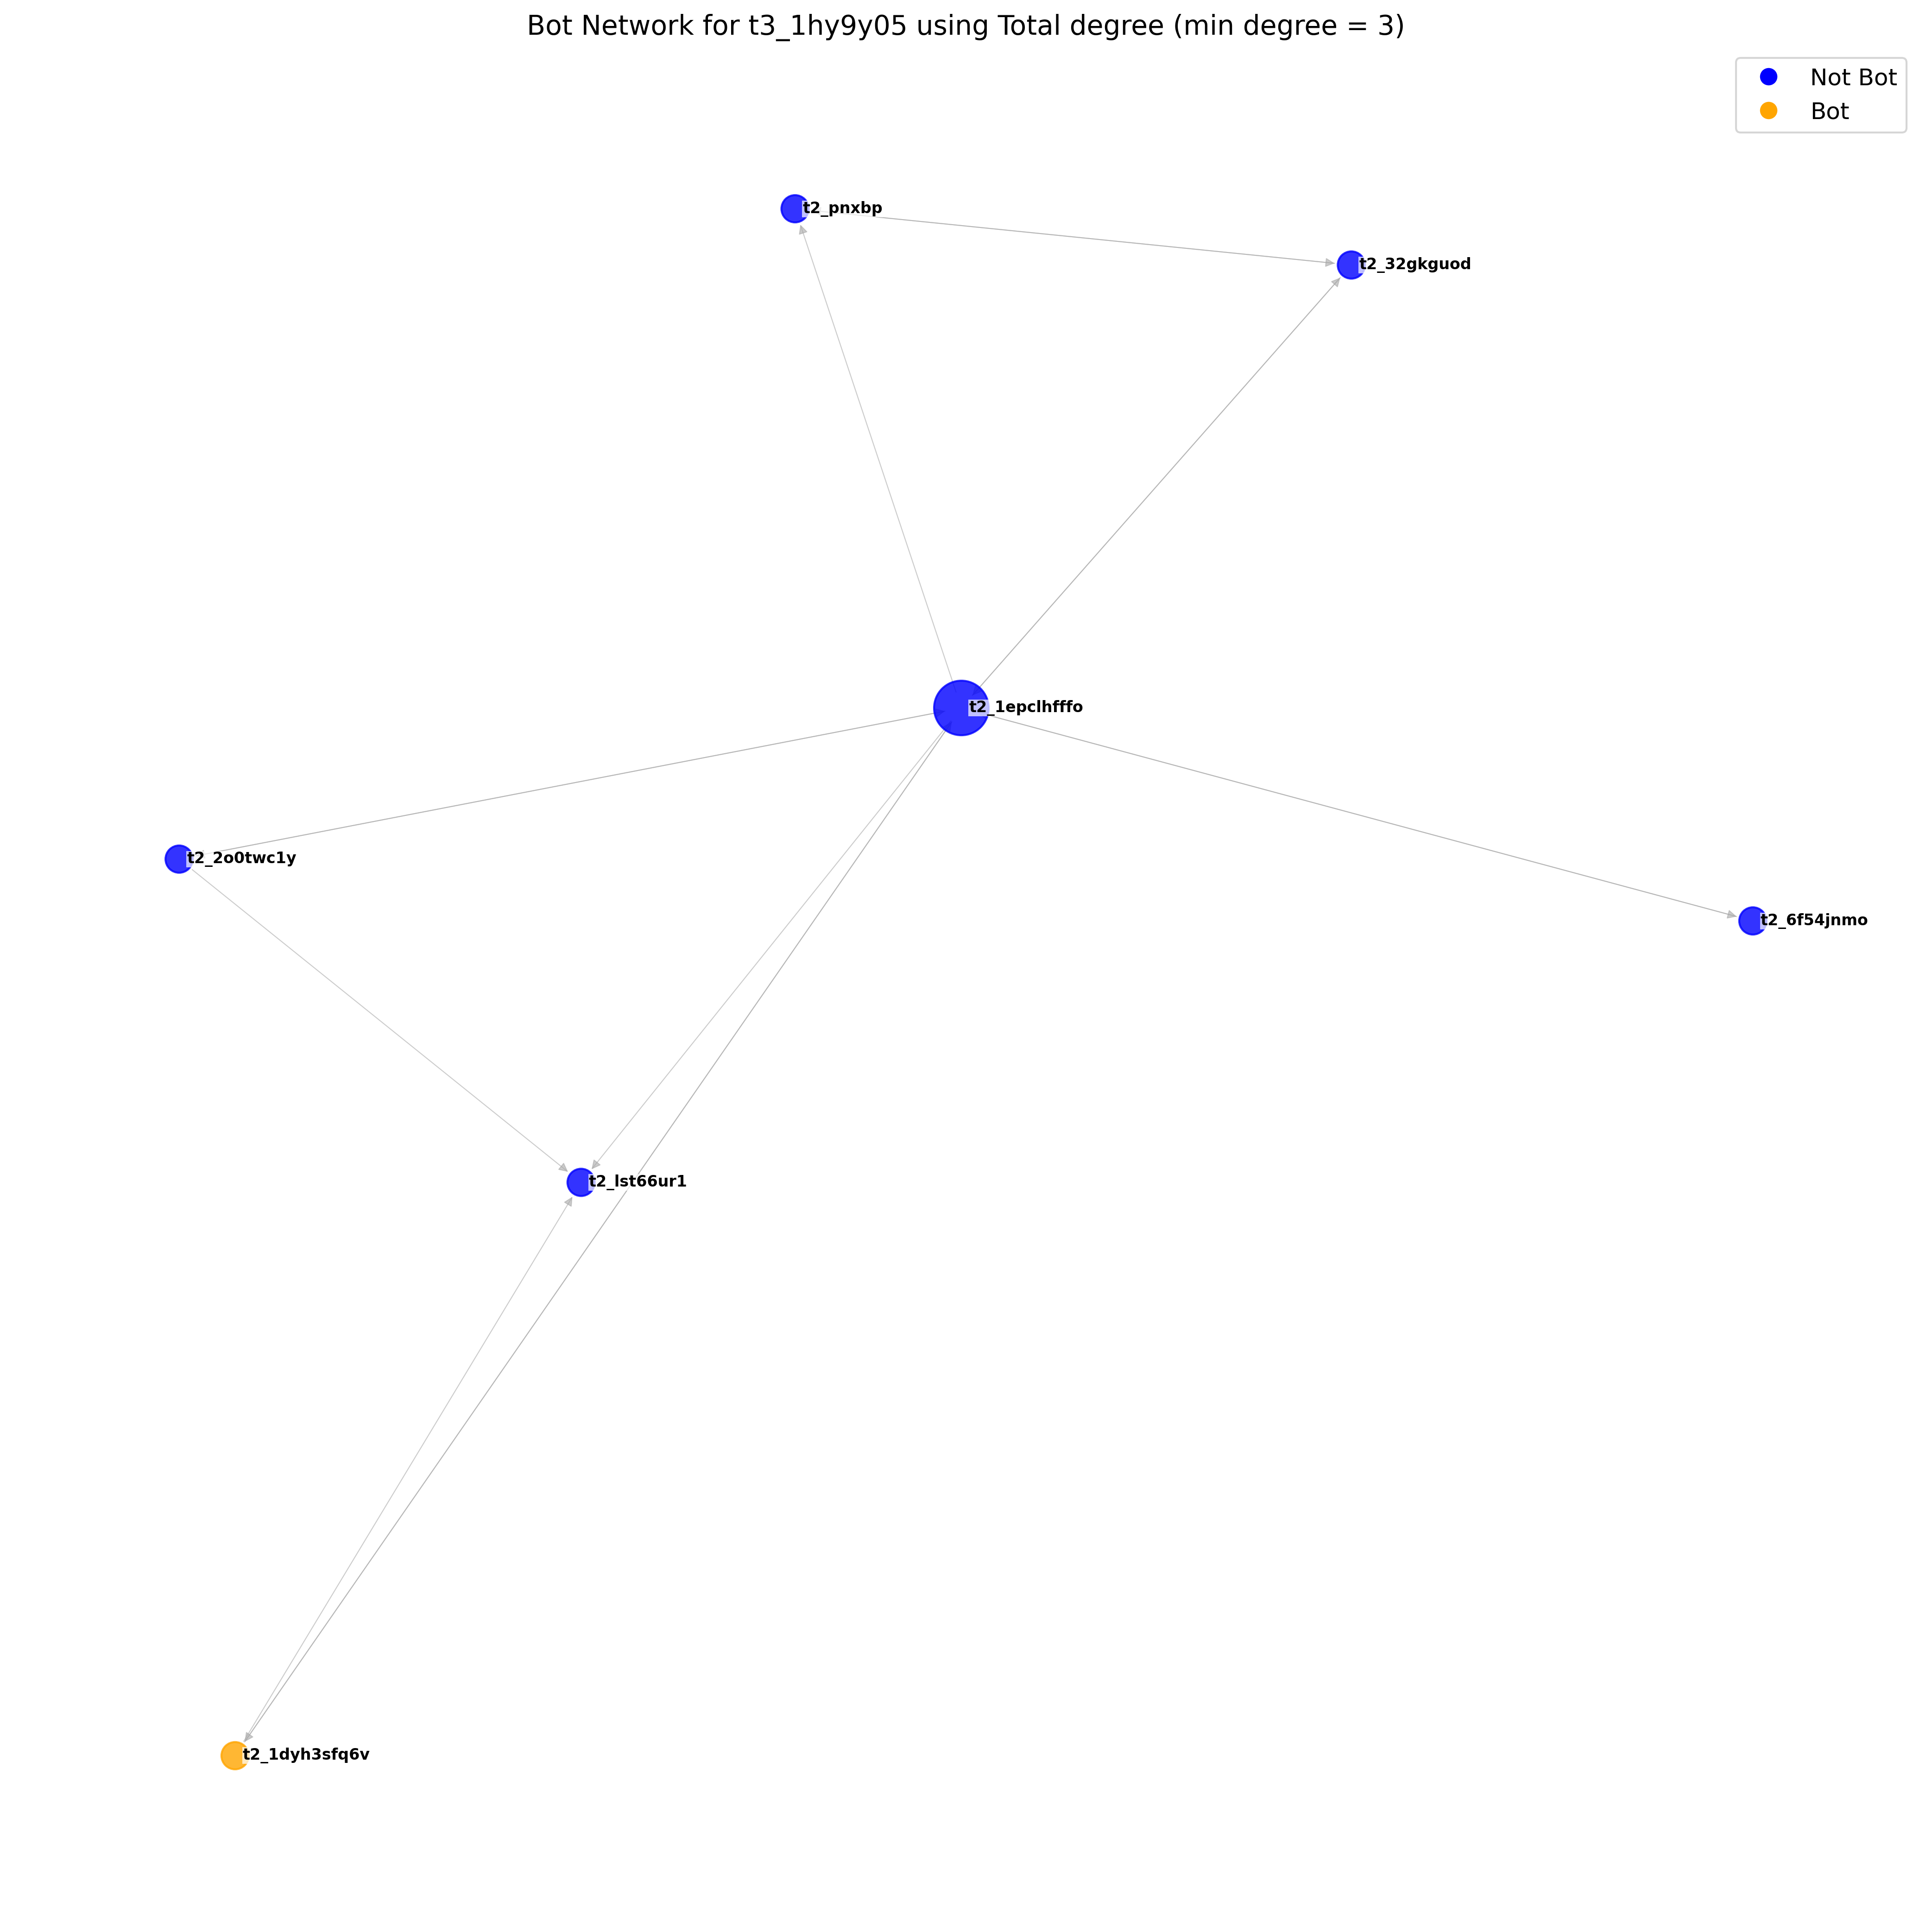 Bot Network for t3_1hy9y05 using Total degree (min degree = 3)
Not Bot
Bot
t2_pnxbp
t2_32gkguod
t2_1epclhfffo
t2_2o0twc1y
t2_6f54jnmo
t2_lst66ur1
t2_1dyh3sfq6v